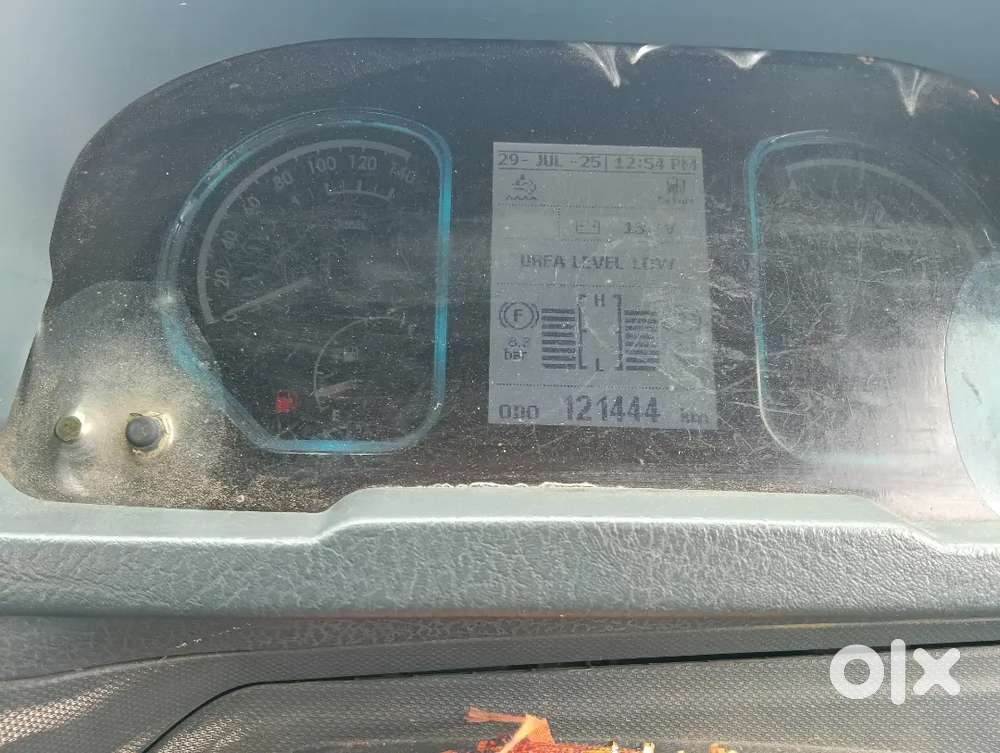 100 120 140
80
60
40
20
29- JUL -25 12:54 PM
UREA LEVEL LOW
F
H
8.2
bar
L
E
ODO 121444 km
olx